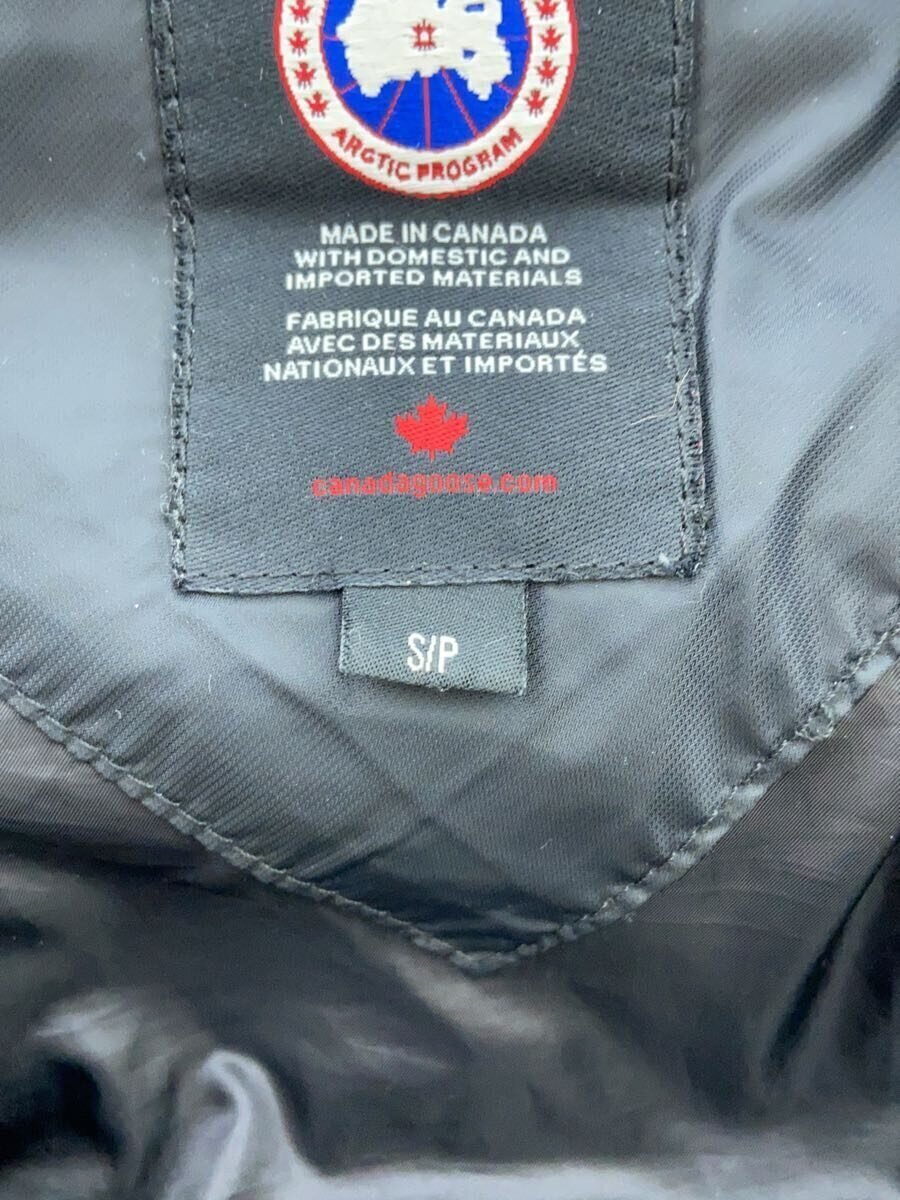 ARCTIC PROGRAM
MADE IN CANADA
WITH DOMESTIC AND
IMPORTED MATERIALS
FABRIQUE AU CANADA
AVEC DES MATERIAUX
NATIONAUX ET IMPORTÉS
canadagoose.com
S/P